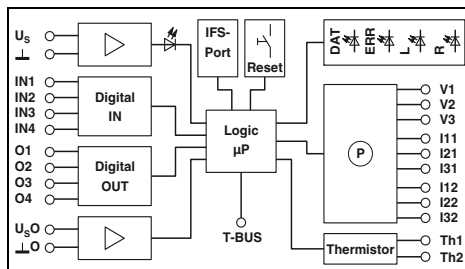 US
⊥
IN1
IN2
IN3
IN4
O1
O2
O3
O4
USO
⊥O
Digital
IN
Digital
OUT
IFS-
Port
Reset
Logic
µP
T-BUS
DAT
ERR
L
R
P
Thermistor
V1
V2
V3
I11
I21
I31
I12
I22
I32
Th1
Th2